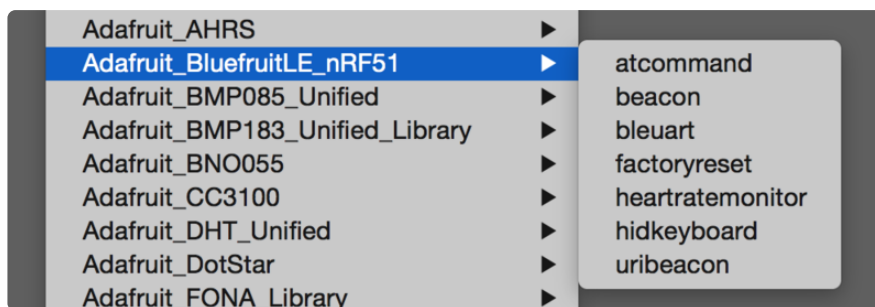 Adafruit_AHRS
Adafruit_BluefruitLE_nRF51
Adafruit_BMP085_Unified
Adafruit_BMP183_Unified_Library
Adafruit_BNO055
Adafruit_CC3100
Adafruit_DHT_Unified
Adafruit_DotStar
Adafruit_FONA_Library
atcommand
beacon
bleuart
factoryreset
heartratemonitor
hidkeyboard
uribeacon